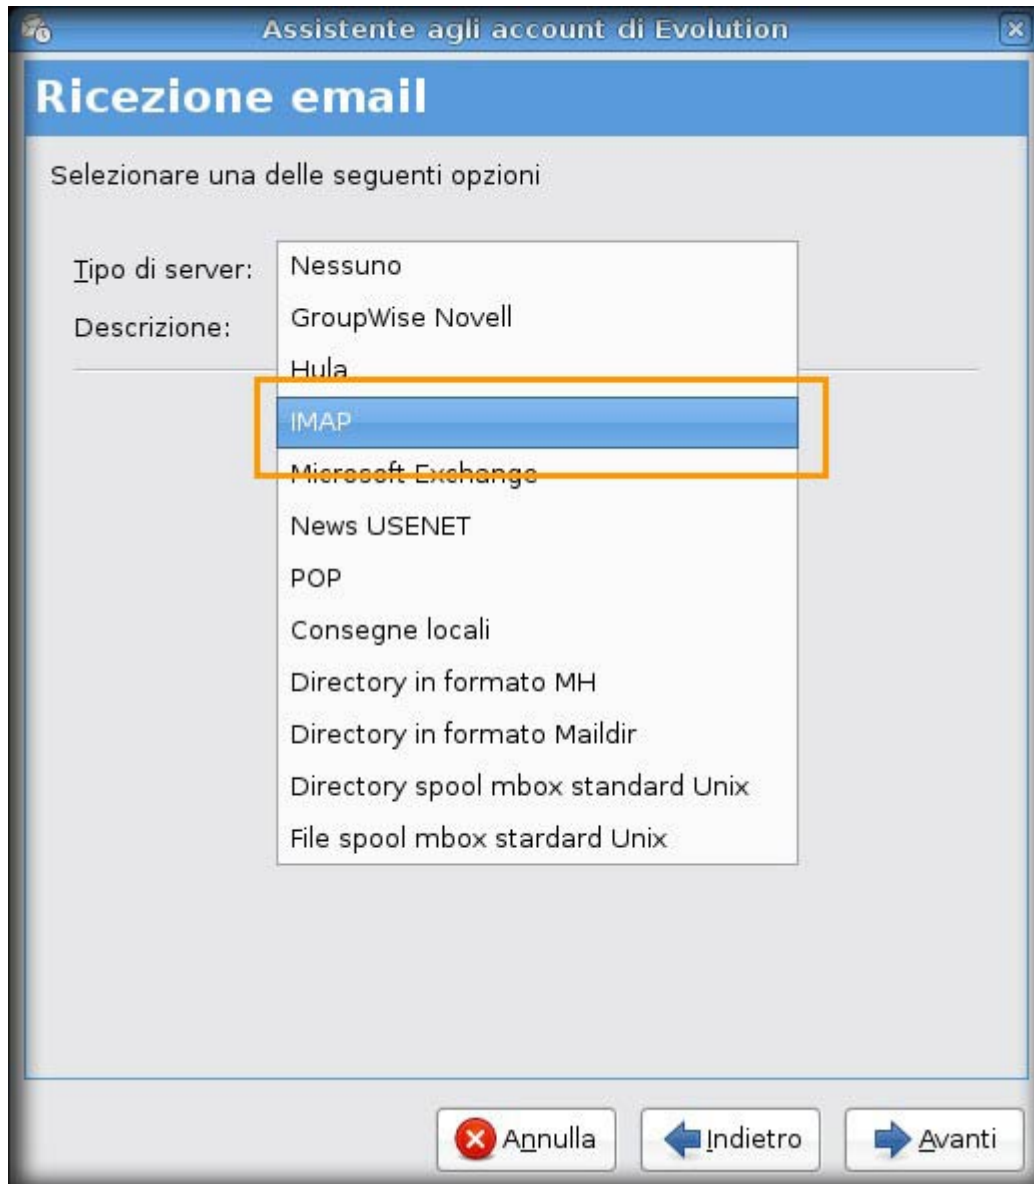 Assistente agli account di Evolution
Ricezione email
Selezionare una delle seguenti opzioni
Tipo di server:
Nessuno
GroupWise Novell
Descrizione:
Hula
IMAP
Microsoft Exchange
News USENET
POP
Consegne locali
Directory in formato MH
Directory in formato Maildir
Directory spool mbox standard Unix
File spool mbox stardard Unix
Annulla
Indietro
Avanti